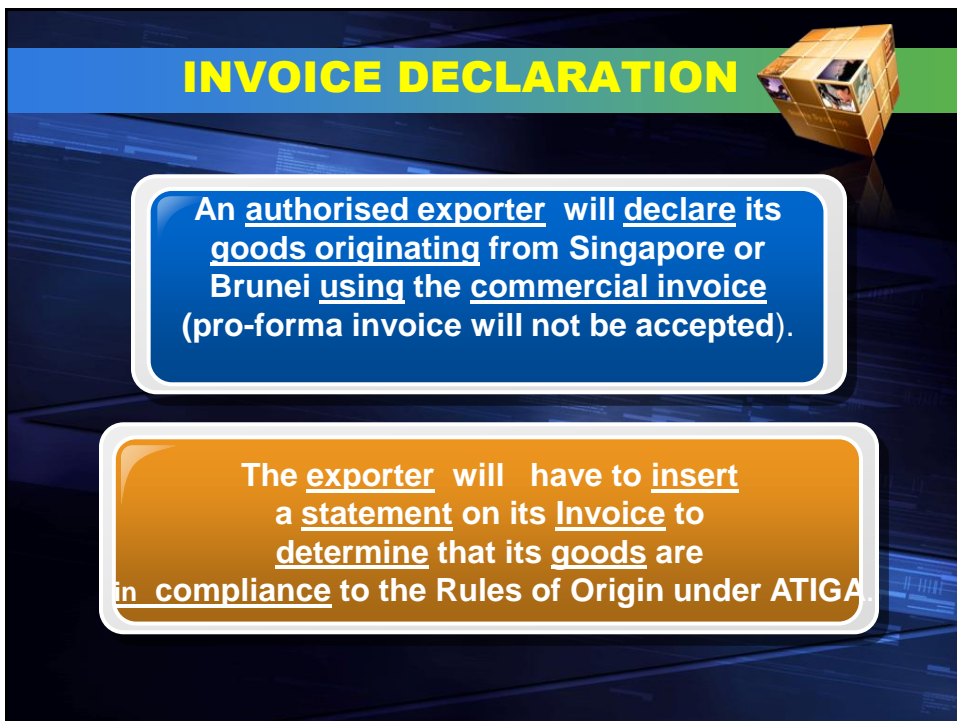 INVOICE DECLARATION
An authorised exporter will declare its
goods originating from Singapore or
Brunei using the commercial invoice
(pro-forma invoice will not be accepted).
The exporter will have to insert
a statement on its Invoice to
determine that its goods are
in compliance to the Rules of Origin under ATIGA.